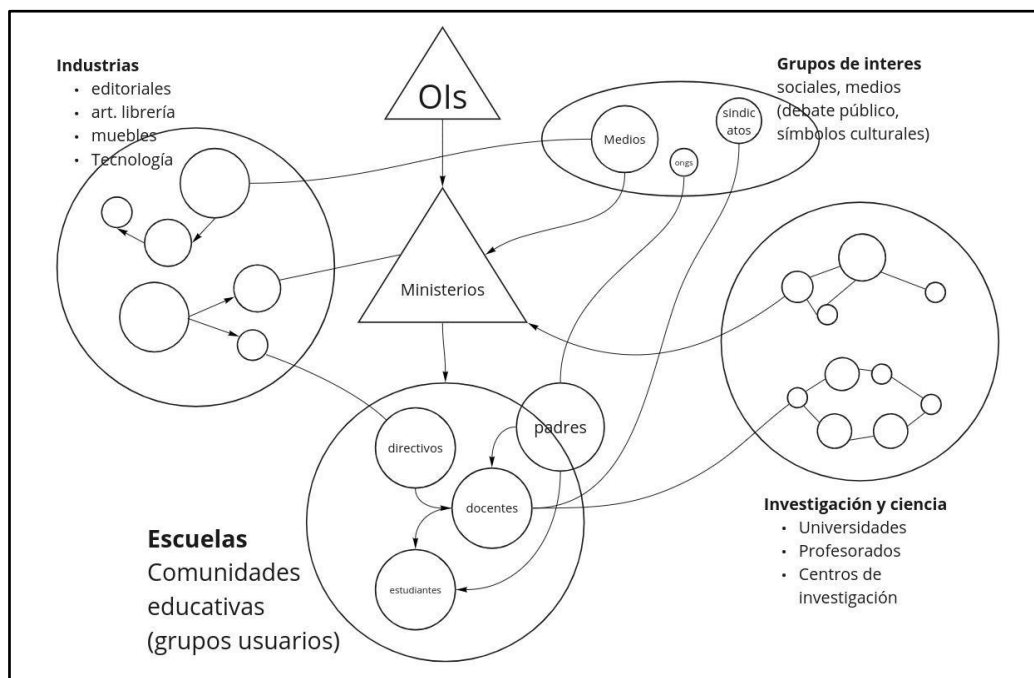 Industrias
• editoriales
• art. librería
• muebles
• Tecnología
OIs
Grupos de interes
sociales, medios
(debate público,
símbolos culturales)
Medios
sindic
atos
ongs
Ministerios
directivos
padres
docentes
estudiantes
Escuelas
Comunidades
educativas
(grupos usuarios)
Investigación y ciencia
• Universidades
• Profesorados
• Centros de
investigación